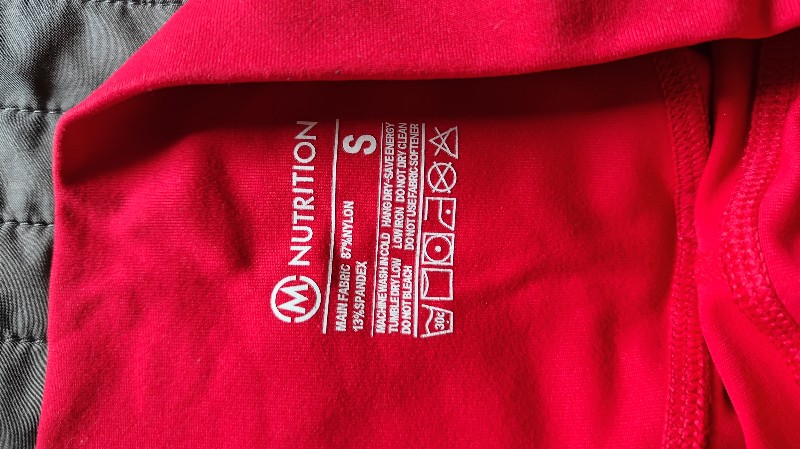 M NUTRITION
MAIN FABRIC 87%NYLON
13%SPANDEX
S
MACHINE WASH IN COLD HANG DRY-SAVE ENERGY
TUMBLE DRY LOW LOW IRON DO NOT DRY CLEAN
DO NOT BLEACH DO NOT USE FABRIC SOFTENER
30c